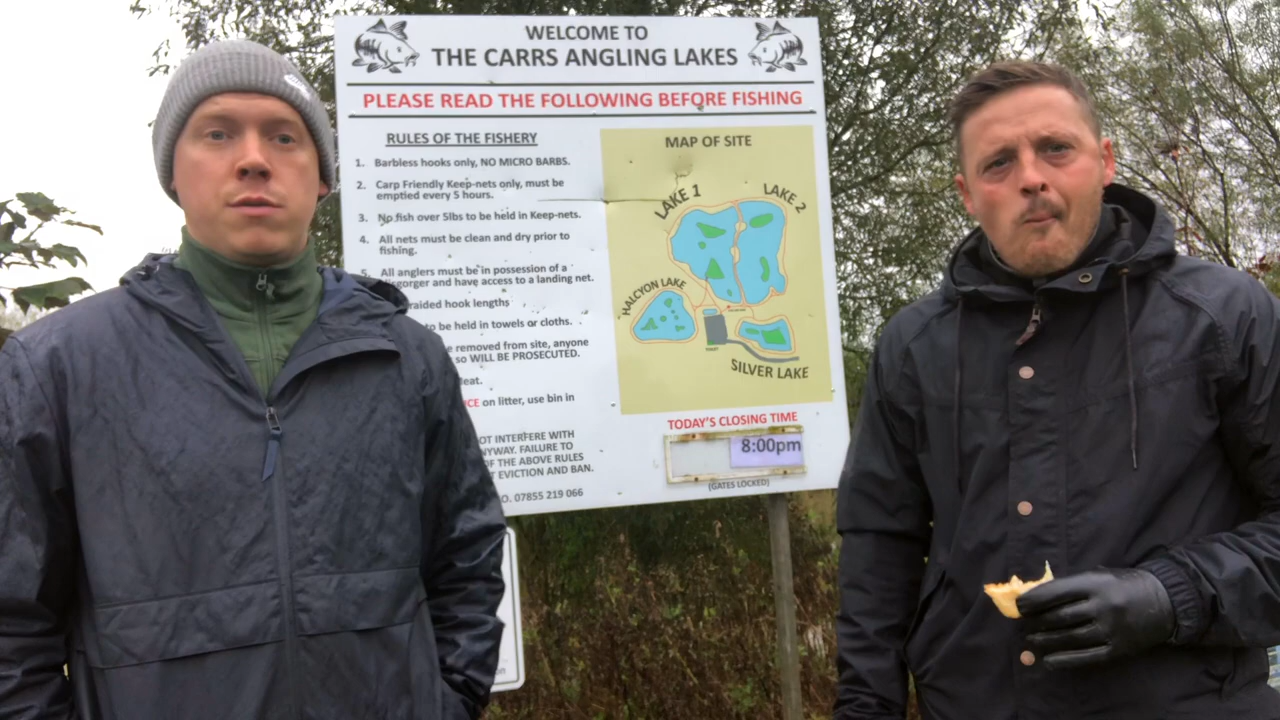 WELCOME TO
THE CARRS ANGLING LAKES
PLEASE READ THE FOLLOWING BEFORE FISHING
RULES OF THE FISHERY
1. Barbless hooks only, NO MICRO BARBS.
2. Carp Friendly Keep-nets only, must be
emptied every 5 hours.
3. No fish over 5lbs to be held in Keep-nets.
4. All nets must be clean and dry prior to
fishing.
5. All anglers must be in possession of a
sgorger and have access to a landing net.
raided hook lengths
to be held in towels or cloths.
e removed from site, anyone
so WILL BE PROSECUTED.
eat.
ICE on litter, use bin in
OT INTERFERE WITH
NYWAY. FAILURE TO
OF THE ABOVE RULES
T EVICTION AND BAN.
O. 07855 219 066
MAP OF SITE
LAKE 1
LAKE 2
HALCYON LAKE
SILVER LAKE
TODAY'S CLOSING TIME
8:00pm
(GATES LOCKED)